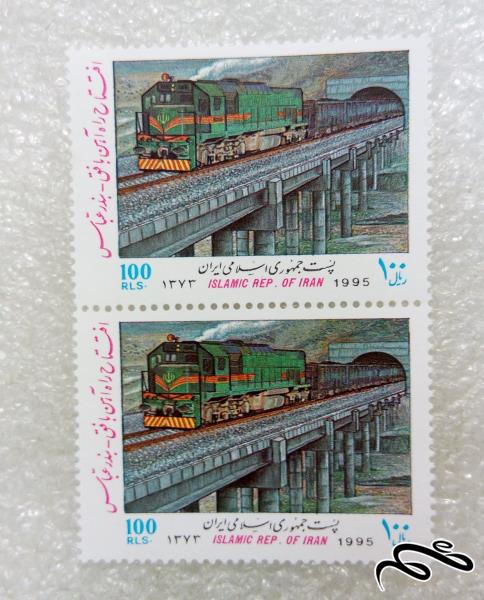 افتتاح راه آهن بافق - بندرعباس
پست جمهوری اسلامی ایران
۱۰۰ ریال
100 RLS.
۱۳۷۳ ISLAMIC REP. OF IRAN 1995
افتتاح راه آهن بافق - بندرعباس
پست جمهوری اسلامی ایران
۱۰۰ ریال
100 RLS.
۱۳۷۳ ISLAMIC REP. OF IRAN 1995